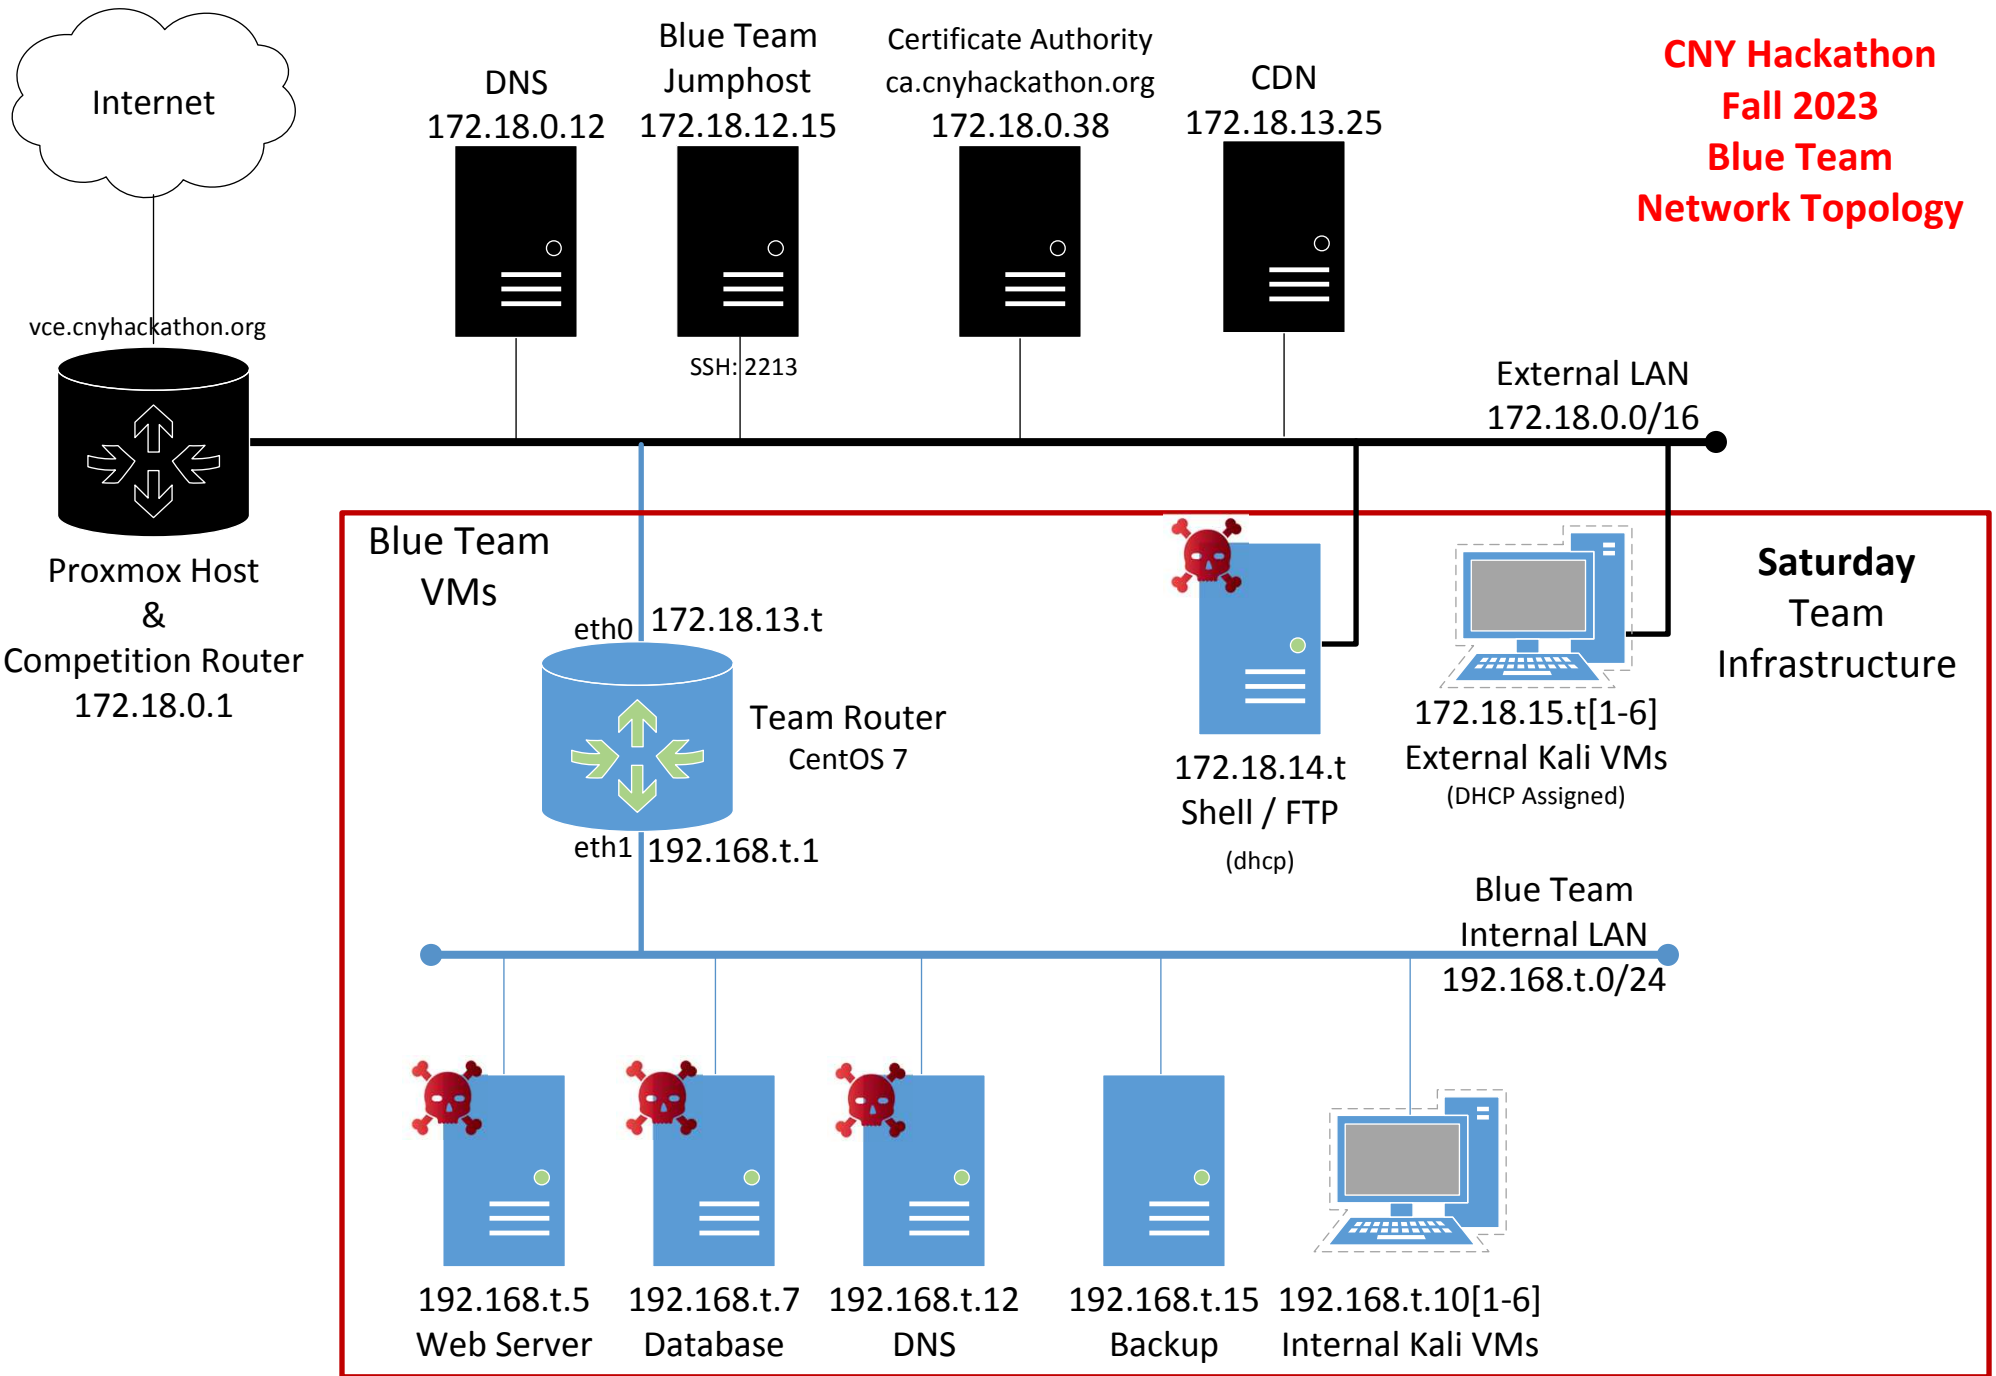 Internet
DNS
172.18.0.12
Blue Team
Jumphost
172.18.12.15
Certificate Authority
ca.cnyhackathon.org
172.18.0.38
CDN
172.18.13.25
CNY Hackathon
Fall 2023
Blue Team
Network Topology
vce.cnyhackathon.org
SSH: 2213
External LAN
172.18.0.0/16
Proxmox Host
&
Competition Router
172.18.0.1
Blue Team
VMs
eth0
172.18.13.t
Team Router
CentOS 7
eth1
192.168.t.1
172.18.14.t
Shell / FTP
(dhcp)
172.18.15.t[1-6]
External Kali VMs
(DHCP Assigned)
Saturday
Team
Infrastructure
Blue Team
Internal LAN
192.168.t.0/24
192.168.t.5
Web Server
192.168.t.7
Database
192.168.t.12
DNS
192.168.t.15
Backup
192.168.t.10[1-6]
Internal Kali VMs